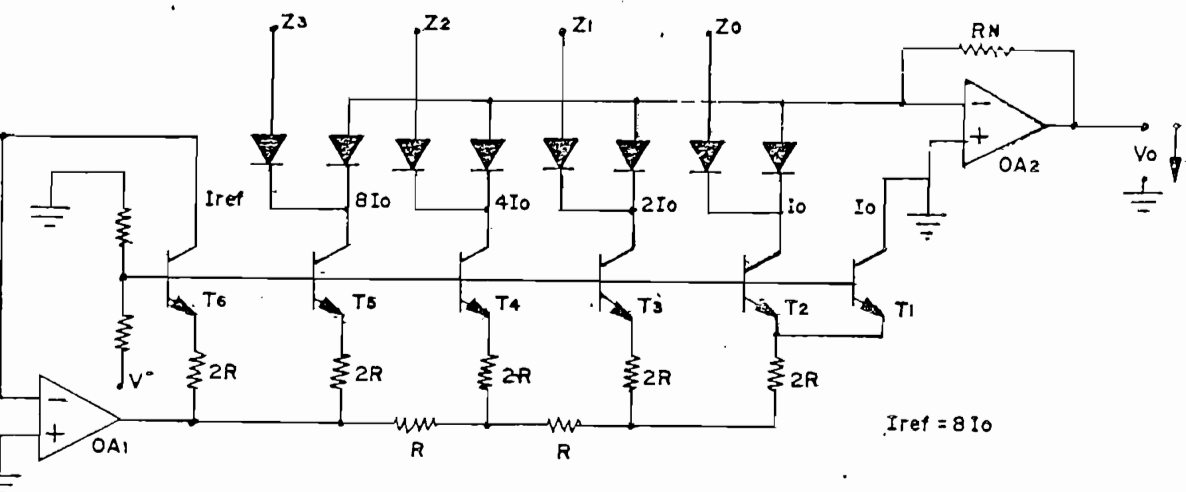 Z3 Z2 Z1 Z0
RN
OA2
Vo
Iref 8Io 4Io 2Io Io Io
T6 T5 T4 T3 T2 T1
2R 2R 2R 2R 2R
V-
OA1
R R
Iref = 8Io